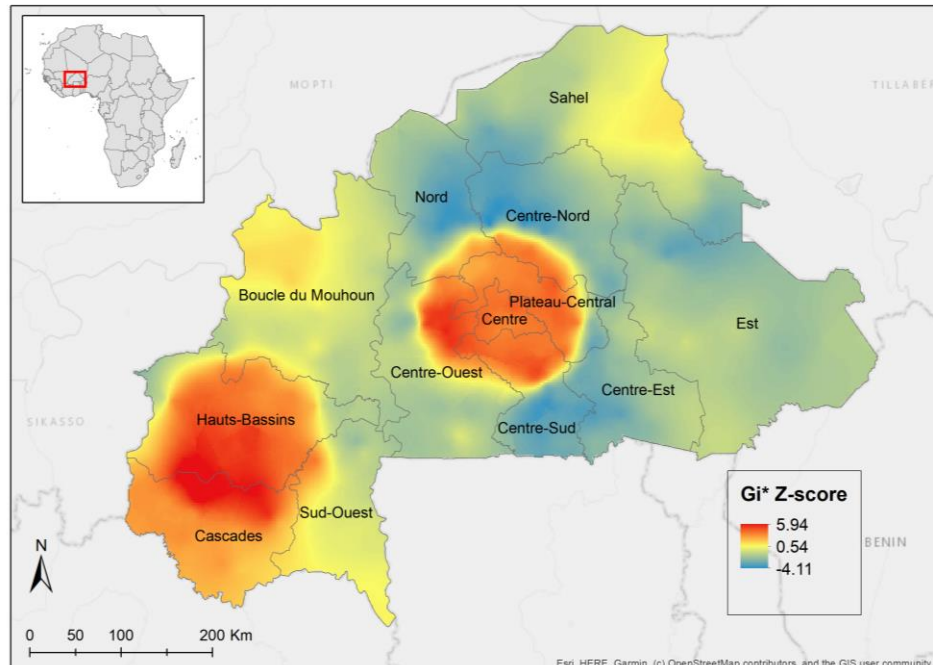 MOPTI
TILLABER
Sahel
Nord
Centre-Nord
Boucle du Mouhoun
Plateau-Central
Centre
Est
Centre-Ouest
Centre-Est
SIKASSO
Hauts-Bassins
Centre-Sud
Sud-Ouest
Cascades
Gi* Z-score
5.94
0.54
-4.11
BENIN
N
0 50 100 200 Km
Esri, HERE, Garmin, (c) OpenStreetMap contributors, and the GIS user community